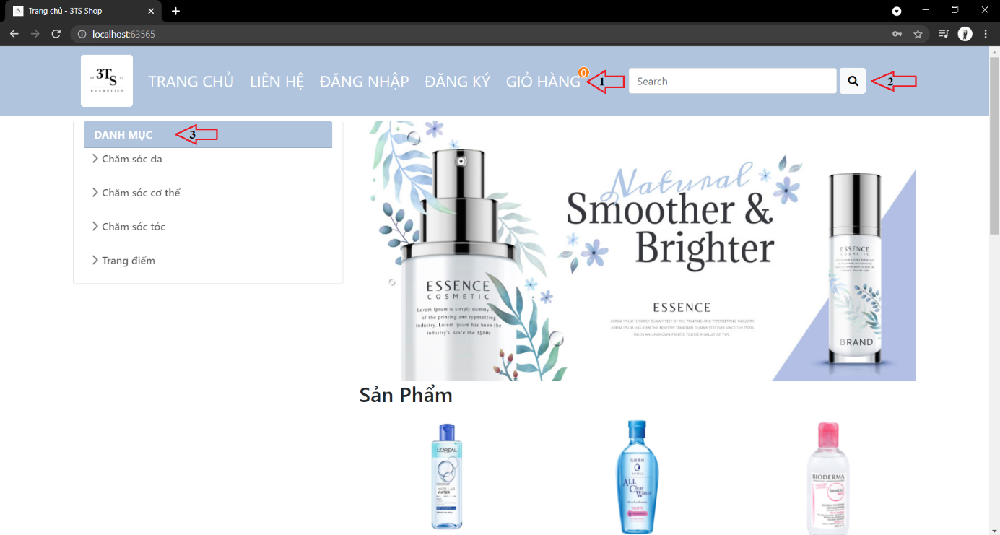 Trang chủ - 3TS Shop
localhost:63565
3TS
COSMETICS
TRANG CHỦ LIÊN HỆ ĐĂNG NHẬP ĐĂNG KÝ GIỎ HÀNG 0 1 Search 2
DANH MỤC 3
Chăm sóc da
Chăm sóc cơ thể
Chăm sóc tóc
Trang điểm
Natural
Smoother &
Brighter
ESSENCE
COSMETIC
Lorem Ipsum is simply dummy
of the printing and typesetting
industry. Lorem Ipsum has been the
industry's since the 1500s
ESSENCE
LOREM IPSUM IS SIMPLY DUMMY TEXT OF THE PRINTING AND TYPESETTING INDUSTRY
LOREM IPSUM HAS BEEN THE INDUSTRY STANDARD DUMMY TEXT EVER SINCE THE 1500S,
WHEN AN UNKNOWN PRINTER TOOK A GALLEY OF TYPE
ESSENCE
COSMETIC
BRAND
Sản Phẩm
L'ORÉAL
MICELLAR
WATER
ALL
Clear
Water
WHITE
BIODERMA
Sensibio